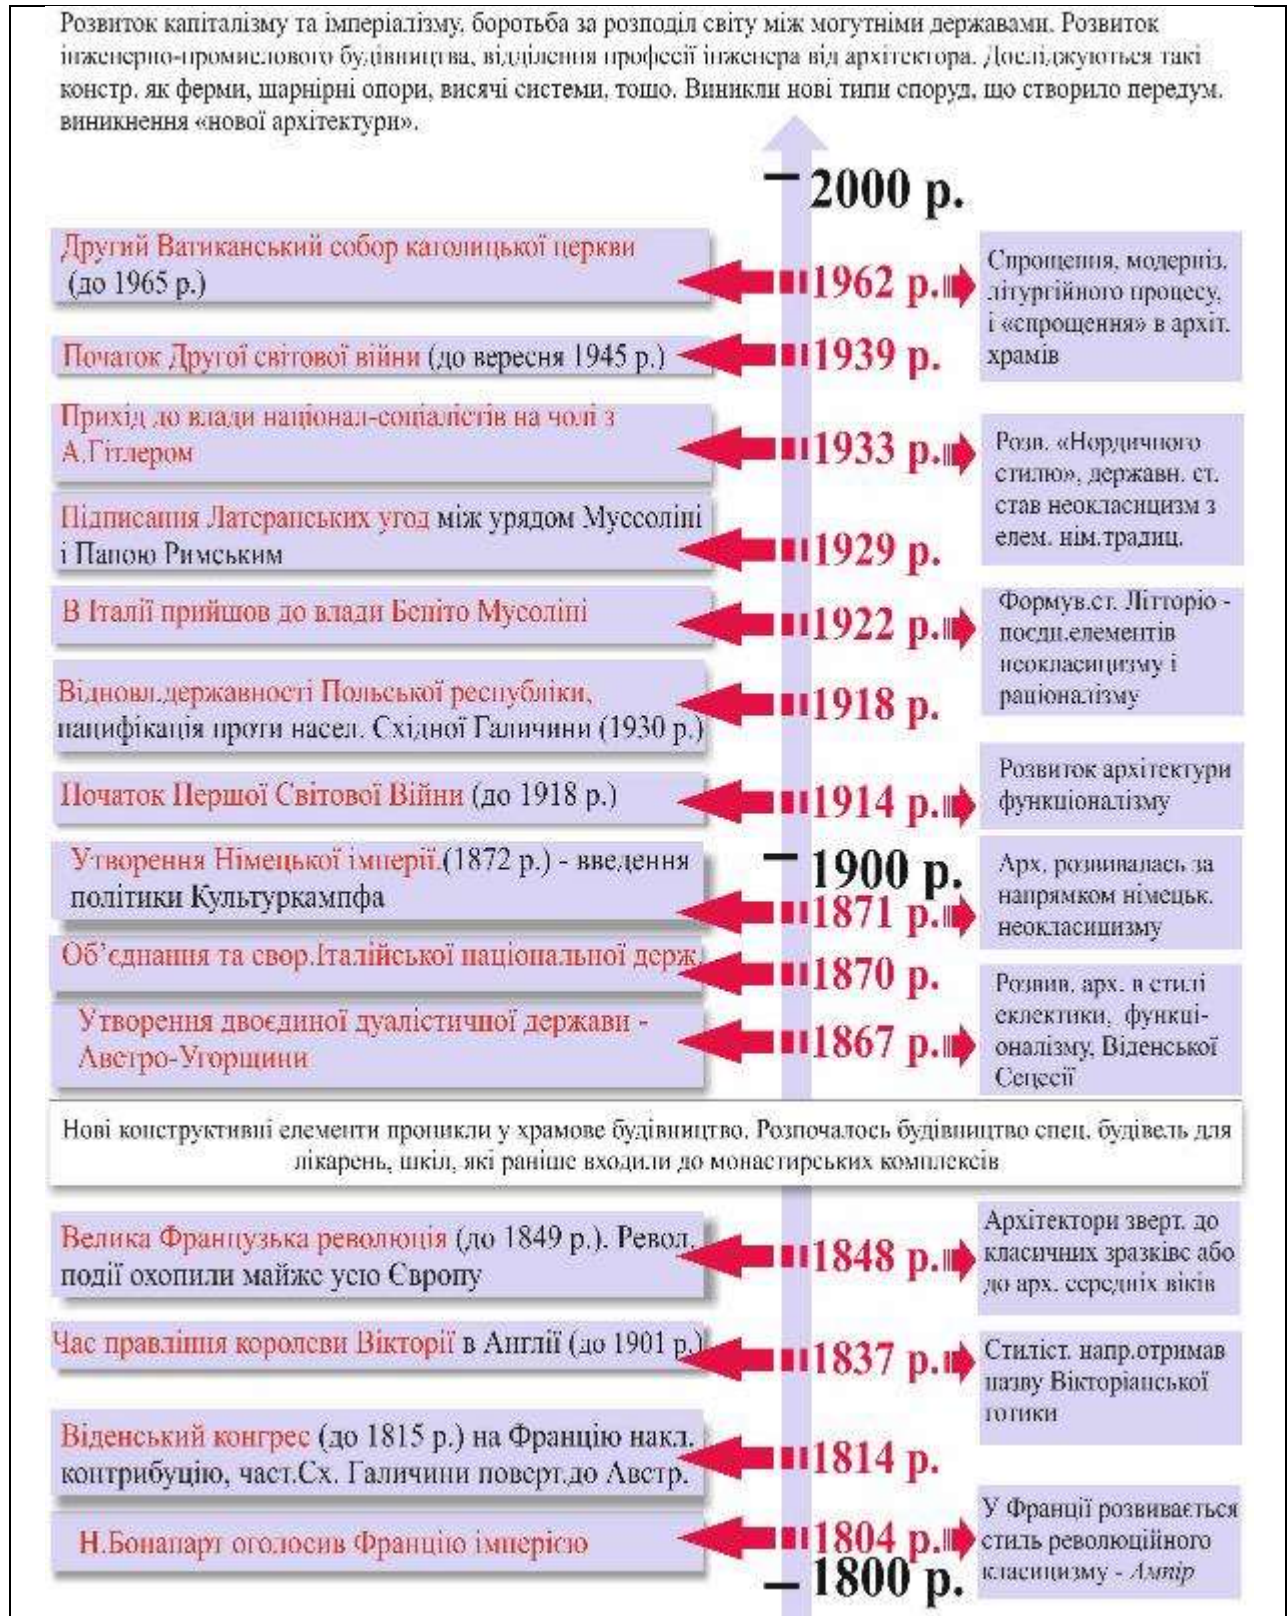 Розвиток капіталізму та імперіалізму, боротьба за розподіл світу між могутніми державами. Розвиток
інженерно-промислового будівництва, відділення професії інженера від архітектора. Досліджуються такі
констр. як ферми, шарнірні опори, висячі системи, тощо. Виникли нові типи споруд, що створило передум.
виникнення «нової архітектури».
2000 р.
Другий Ватиканський собор католицької церкви
(до 1965 р.)
1962 р.
Спрощення, модерніз.
літургійного процесу,
і «спрощення» в архіт.
храмів
Початок Другої світової війни (до вересня 1945 р.)
1939 р.
Прихід до влади націонал-соціалістів на чолі з
А.Гітлером
1933 р.
Розв. «Нордичного
стилю», державн. ст.
став неокласицизм з
елем. нім.традиц.
Підписання Латеранських угод між урядом Муссоліні
і Папою Римським
1929 р.
В Італії прийшов до влади Беніто Мусоліні
1922 р.
Формув.ст. Літторіо -
поєдн.елементів
неокласицизму і
раціоналізму
Відновл.державності Польської республіки,
пацифікація проти насел. Східної Галичини (1930 р.)
1918 р.
Початок Першої Світової Війни (до 1918 р.)
1914 р.
Розвиток архітектури
функціоналізму
1900 р.
Утворення Німецької імперії.(1872 р.) - введення
політики Культуркампфа
1871 р.
Арх. розвивалась за
напрямком німецьк.
неокласицизму
Об’єднання та створ.Італійської національної держ.
1870 р.
Утворення двоєдиної дуалістичної держави -
Австро-Угорщини
1867 р.
Розвив. арх. в стилі
еклектики, функці-
оналізму, Віденської
Сецесії
Нові конструктивні елементи проникли у храмове будівництво. Розпочалось будівництво спец. будівель для
лікарень, шкіл, які раніше входили до монастирських комплексів
Велика Французька революція (до 1849 р.). Револ.
події охопили майже усю Європу
1848 р.
Архітектори зверт. до
класичних зразківс або
до арх. середніх віків
Час правління королеви Вікторії в Англії (до 1901 р.)
1837 р.
Стиліст. напр.отримав
назву Вікторіанської
готики
Віденський конгрес (до 1815 р.) на Францію накл.
контрибуцію, част.Сх. Галичини поверт.до Австр.
1814 р.
Н.Бонапарт оголосив Францію імперією
1804 р.
У Франції розвивається
стиль революційного
класицизму - Ампір
1800 р.